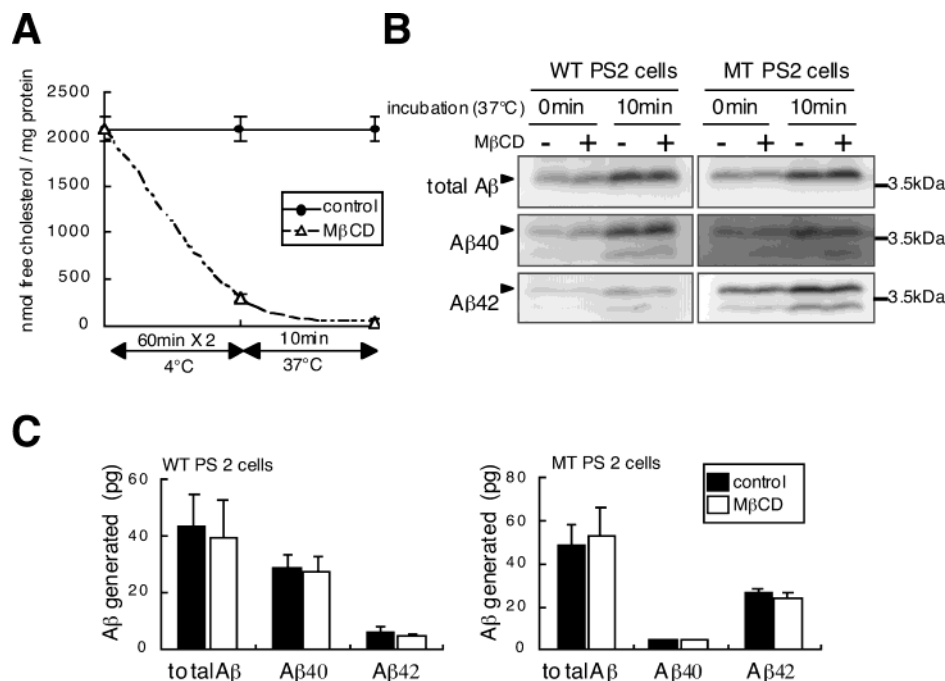 A
nmol free cholesterol / mg protein
2500
2000
1500
1000
500
0
control
MβCD
60min X 2
4°C
10min
37°C
B
WT PS2 cells
MT PS2 cells
incubation (37°C)
0min
10min
0min
10min
MβCD
- + - + - + - +
total Aβ
3.5kDa
Aβ40
3.5kDa
Aβ42
3.5kDa
C
WT PS 2 cells
Aβ generated (pg)
60
40
20
0
totalAβ
Aβ40
Aβ42
MT PS 2 cells
Aβ generated (pg)
80
60
40
20
0
totalAβ
Aβ40
Aβ42
control
MβCD